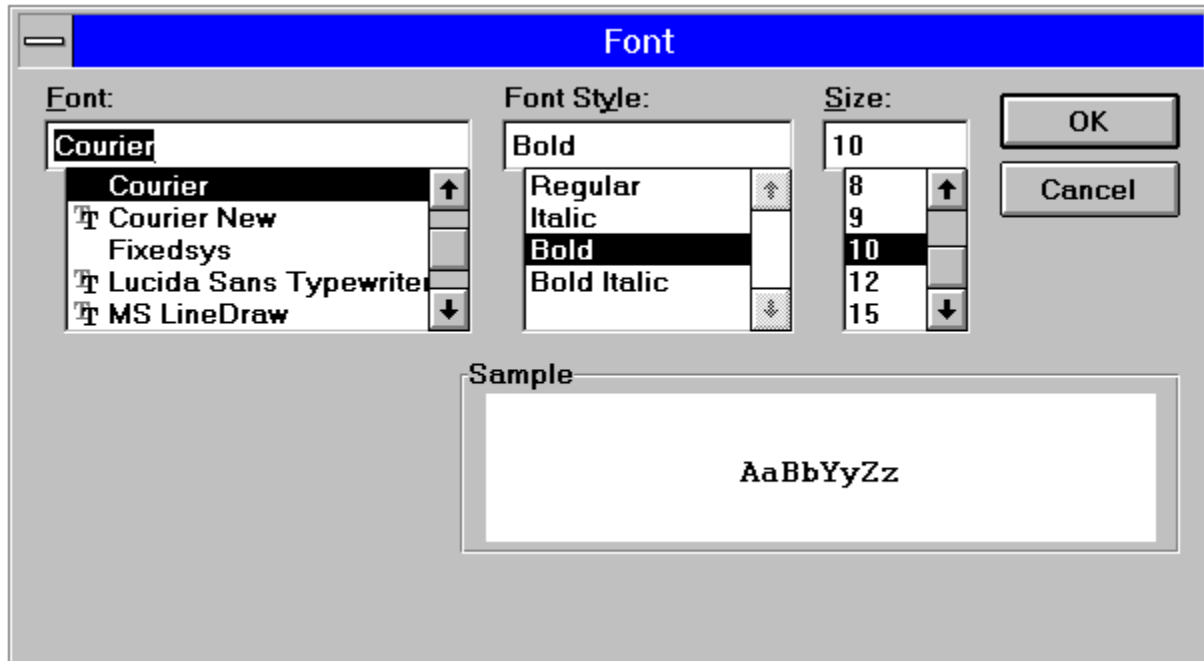 Font
Font:
Courier
Courier
Courier New
Fixedsys
Lucida Sans Typewriter
MS LineDraw
Font Style:
Bold
Regular
Italic
Bold
Bold Italic
Size:
10
8
9
10
12
15
OK
Cancel
Sample
AaBbYyZz